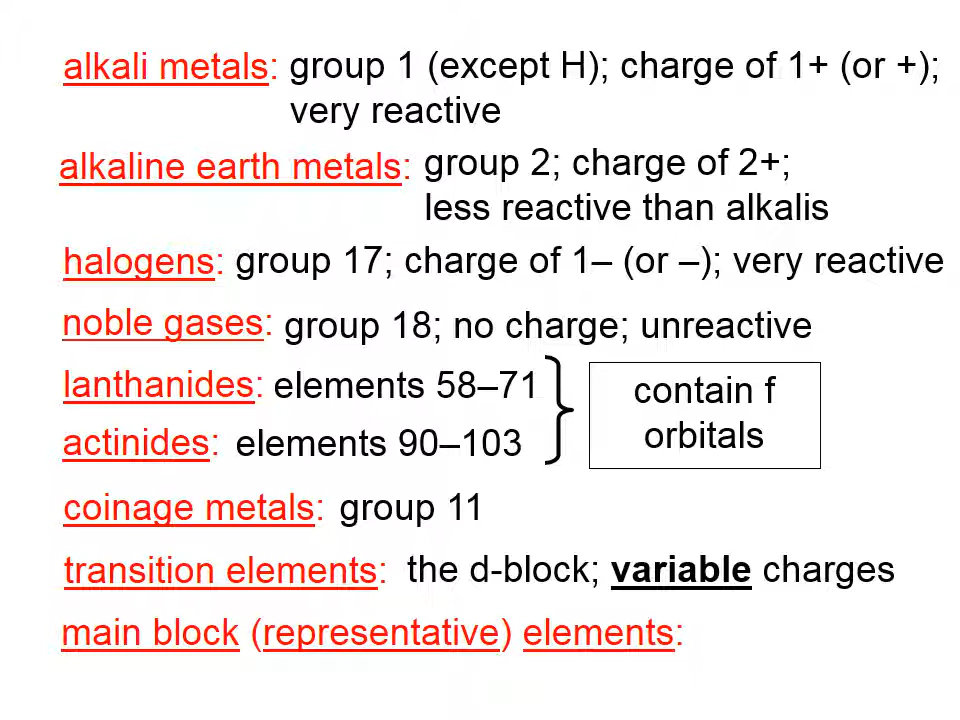 alkali metals: group 1 (except H); charge of 1+ (or +);
very reactive
alkaline earth metals: group 2; charge of 2+;
less reactive than alkalis
halogens: group 17; charge of 1– (or –); very reactive
noble gases: group 18; no charge; unreactive
lanthanides: elements 58–71
actinides: elements 90–103
contain f
orbitals
coinage metals: group 11
transition elements: the d-block; variable charges
main block (representative) elements: